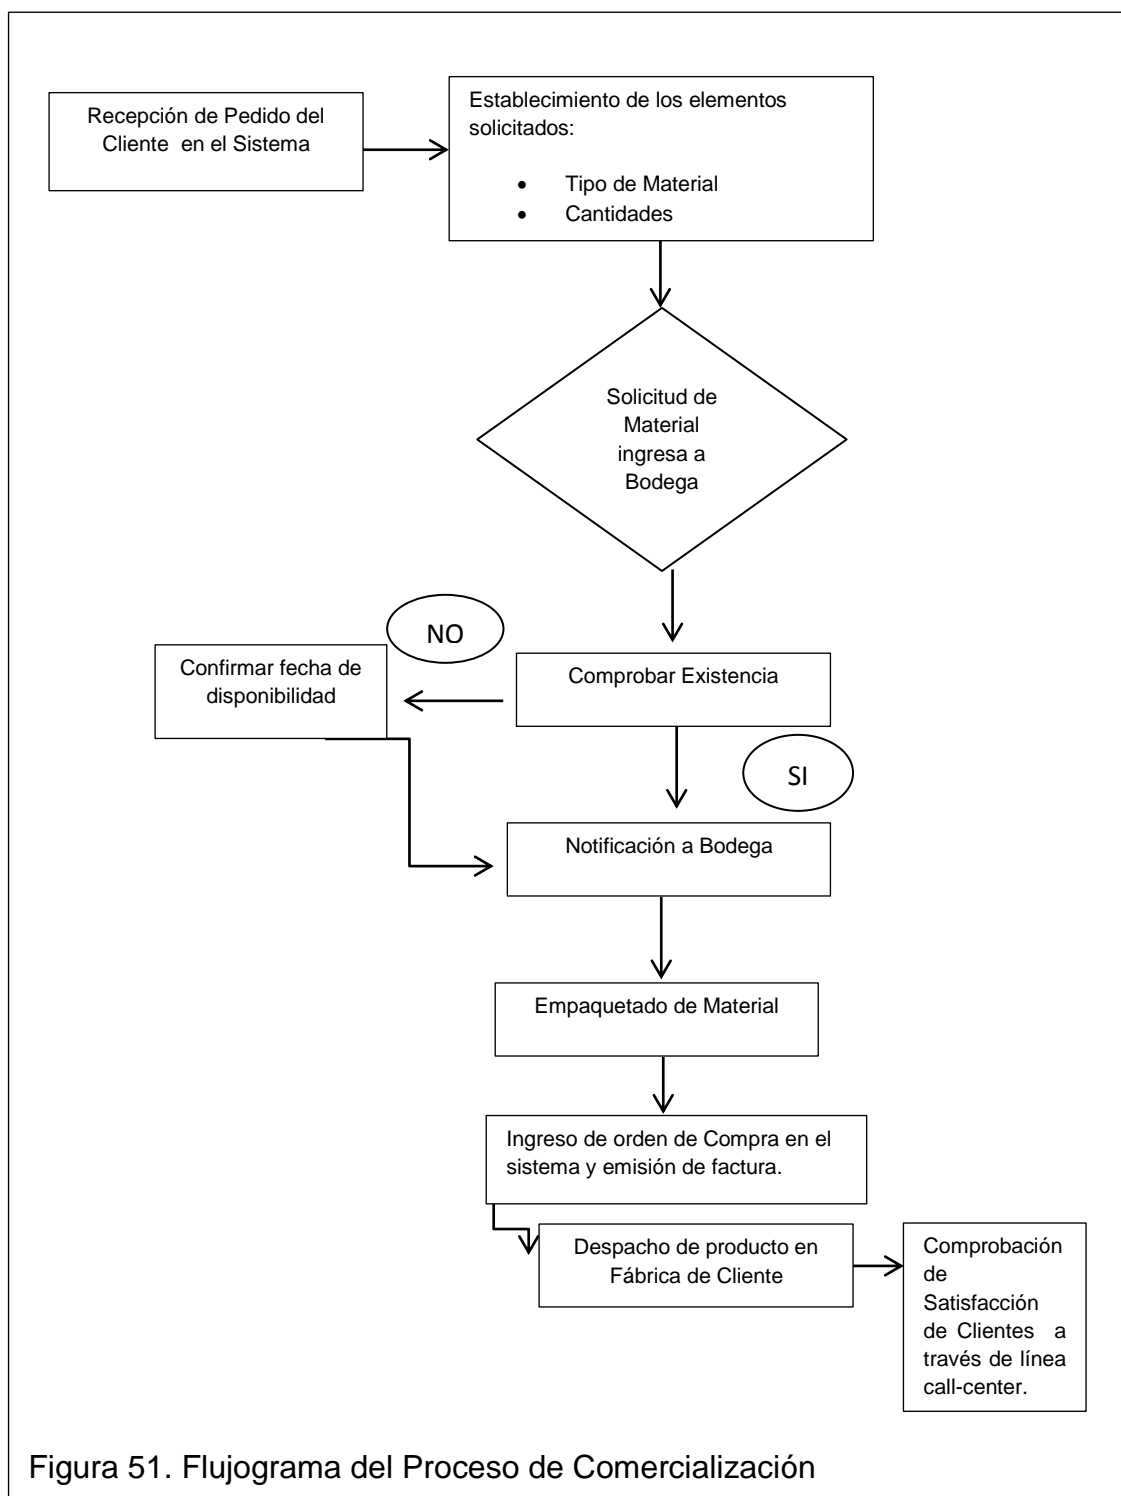 Recepción de Pedido del
Cliente en el Sistema
Establecimiento de los elementos
solicitados:
• Tipo de Material
• Cantidades
Solicitud de
Material
ingresa a
Bodega
NO
Confirmar fecha de
disponibilidad
Comprobar Existencia
SI
Notificación a Bodega
Empaquetado de Material
Ingreso de orden de Compra en el
sistema y emisión de factura.
Despacho de producto en
Fábrica de Cliente
Comprobación
de
Satisfacción
de Clientes a
través de línea
call-center.
Figura 51. Flujograma del Proceso de Comercialización